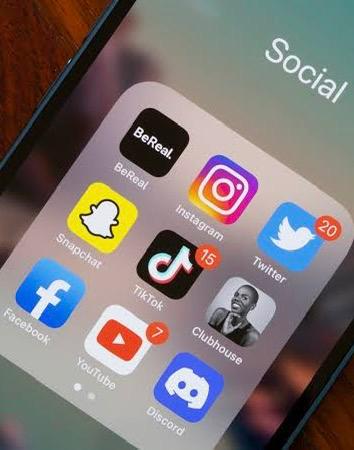 Social
BeReal.
BeReal
Instagram
20
Twitter
Snapchat
15
TikTok
Clubhouse
Facebook
7
YouTube
Discord